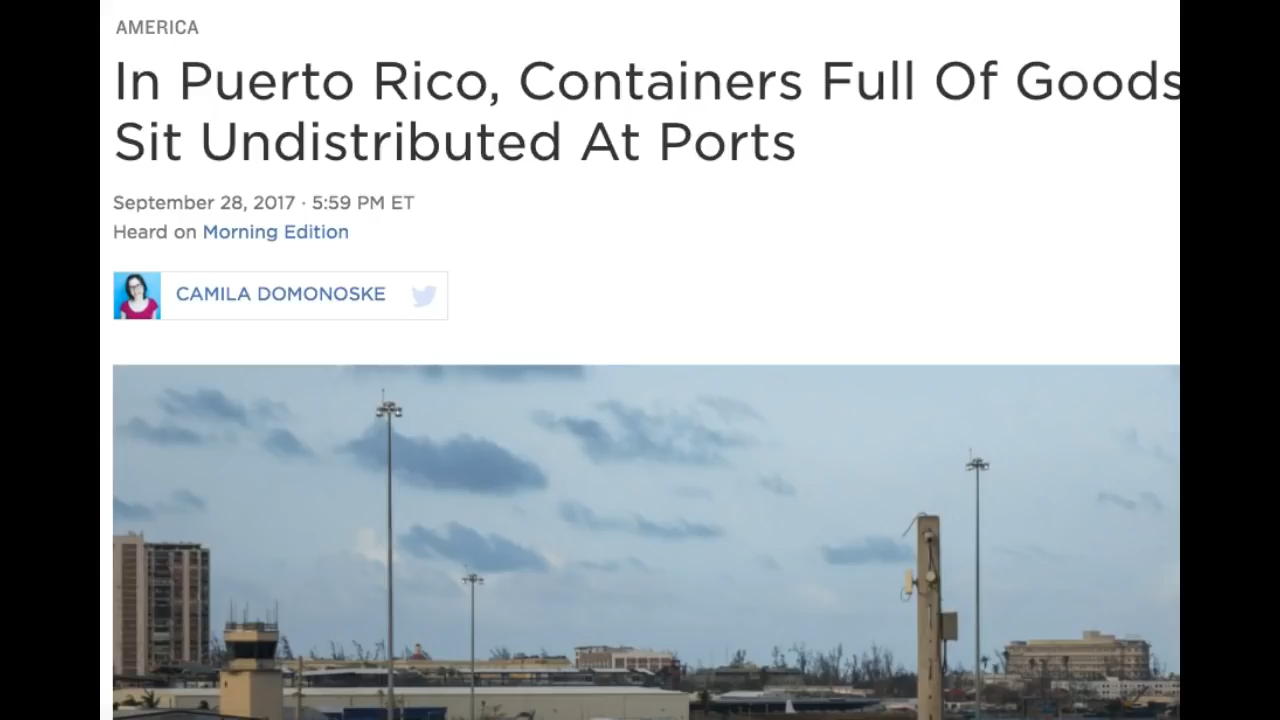 AMERICA
In Puerto Rico, Containers Full Of Goods
Sit Undistributed At Ports
September 28, 2017 · 5:59 PM ET
Heard on Morning Edition
CAMILA DOMONOSKE